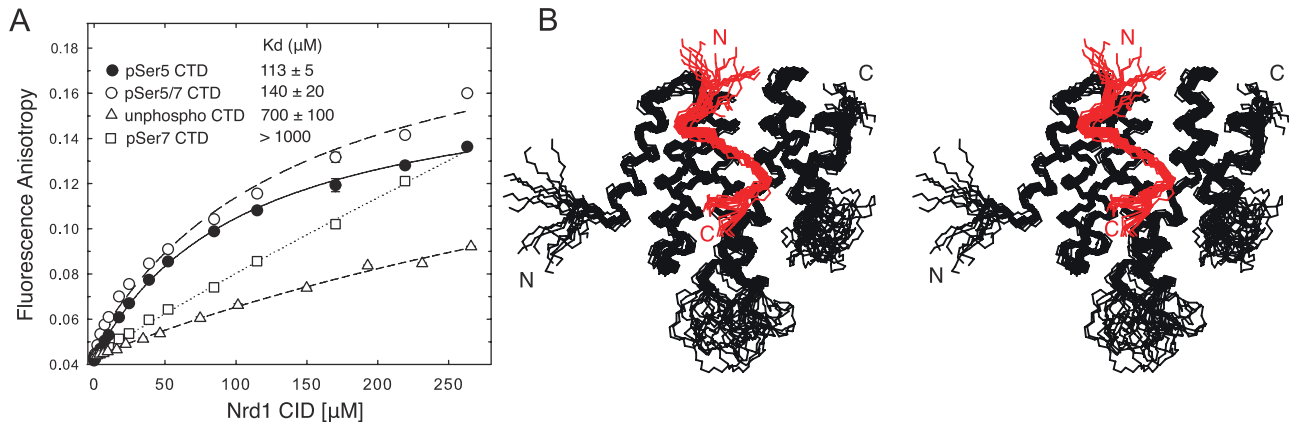 A
Fluorescence Anisotropy
0.18
0.16
0.14
0.12
0.10
0.08
0.06
0.04
Kd (μM)
pSer5 CTD 113 ± 5
pSer5/7 CTD 140 ± 20
unphospho CTD 700 ± 100
pSer7 CTD > 1000
0 50 100 150 200 250
Nrd1 CID [μM]
B
N
C
N
C
N
C
N
C